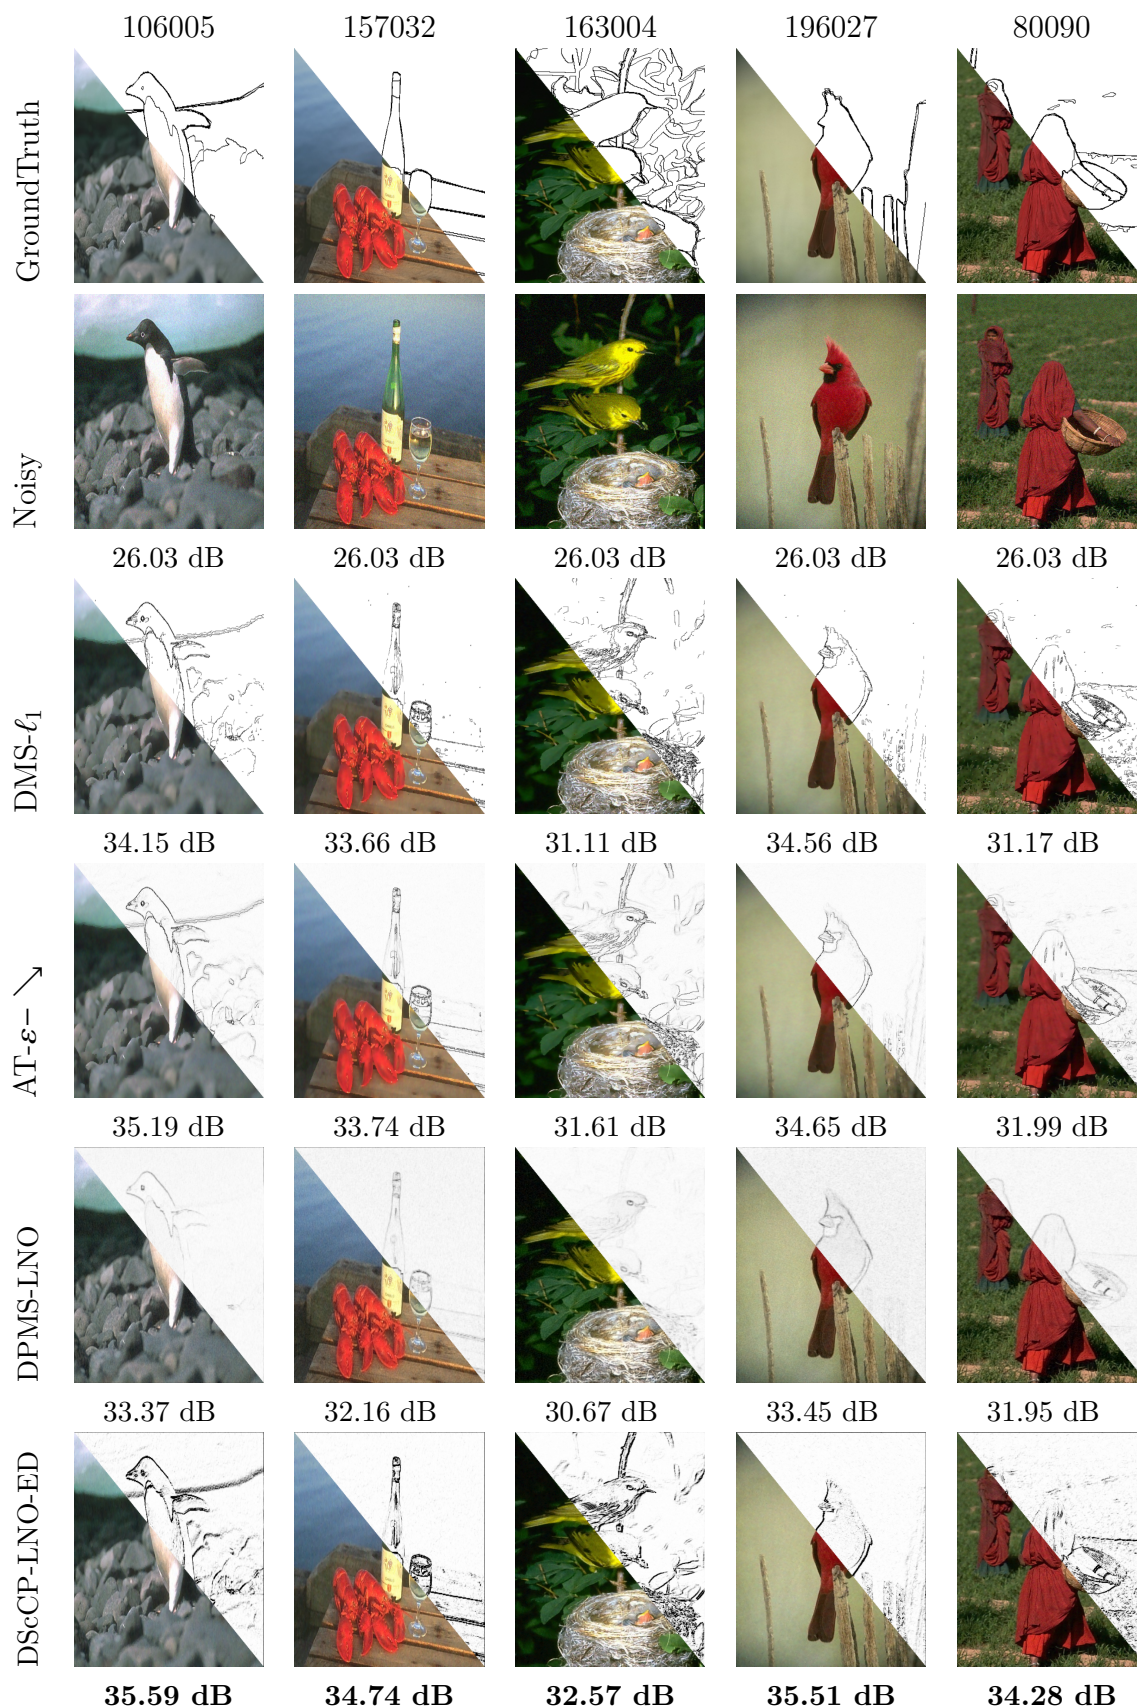 106005 157032 163004 196027 80090
GroundTruth
Noisy
26.03 dB 26.03 dB 26.03 dB 26.03 dB 26.03 dB
DMS-ℓ₁
34.15 dB 33.66 dB 31.11 dB 34.56 dB 31.17 dB
AT-ε− ↘
35.19 dB 33.74 dB 31.61 dB 34.65 dB 31.99 dB
DPMS-LNO
33.37 dB 32.16 dB 30.67 dB 33.45 dB 31.95 dB
DScCP-LNO-ED
35.59 dB 34.74 dB 32.57 dB 35.51 dB 34.28 dB